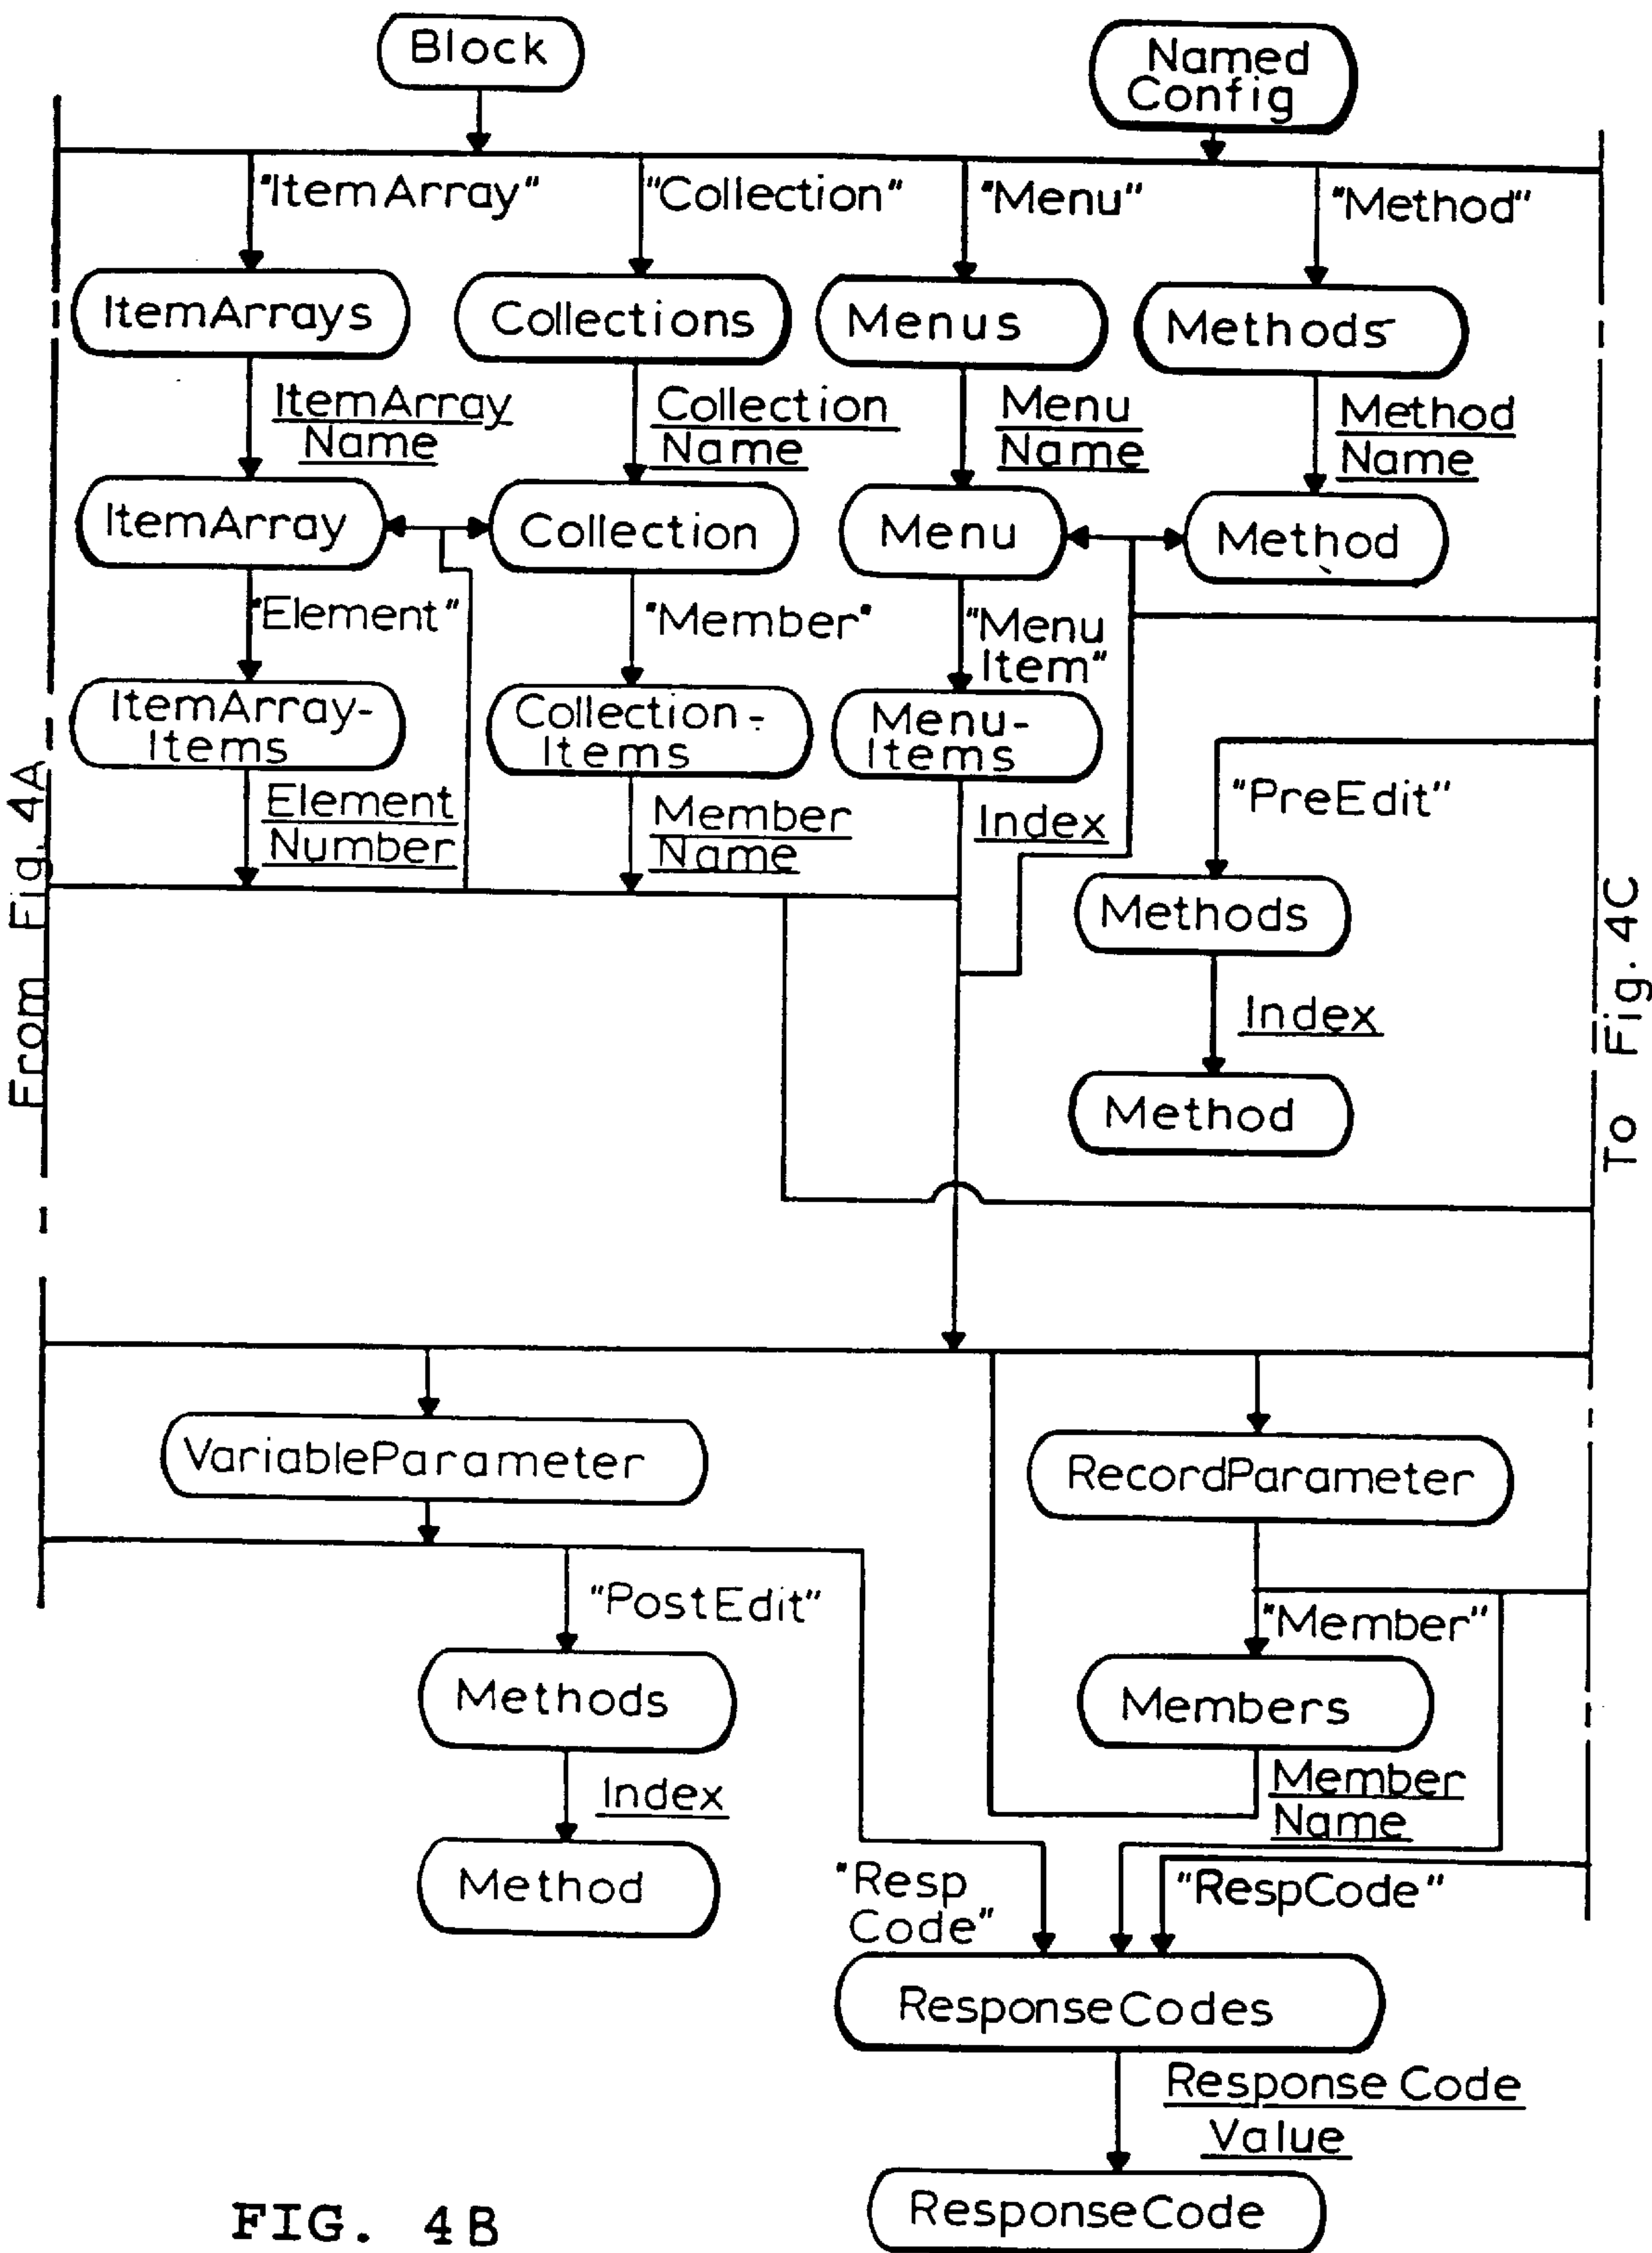 Block
Named
Config
"ItemArray"
"Collection"
"Menu"
"Method"
ItemArrays
Collections
Menus
Methods
ItemArray
Name
Collection
Name
Menu
Name
Method
Name
ItemArray
Collection
Menu
Method
"Element"
"Member"
"Menu
Item"
ItemArray-
Items
Collection-
Items
Menu-
Items
"PreEdit"
Element
Number
Member
Name
Index
From Fig. 4A
To Fig. 4C
Methods
Index
Method
VariableParameter
RecordParameter
"PostEdit"
"Member"
Methods
Members
Index
Member
Name
Method
"Resp
Code"
"RespCode"
ResponseCodes
Response Code
Value
ResponseCode
FIG. 4B